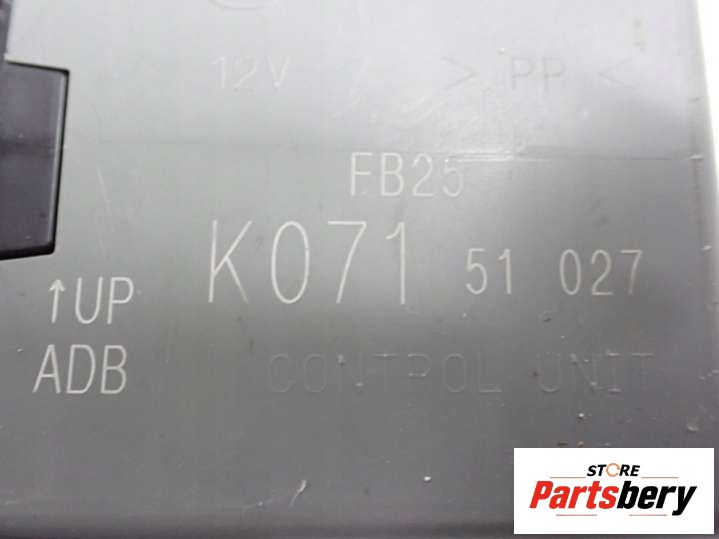 12V > PP <
FB25
K071 51 027
↑UP
ADB CONTROL UNIT
STORE
Partsbery